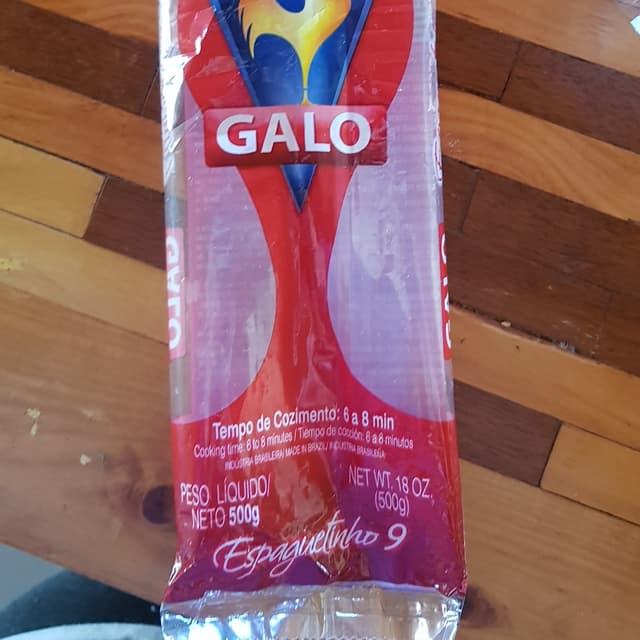 GALO
GALO
Tempo de Cozimento: 6 a 8 min
Cooking time: 6 to 8 minutes / Tiempo de cocción: 6 a 8 minutos
INDÚSTRIA BRASILEIRA/ MADE IN BRAZIL/ INDUSTRIA BRASILEÑA
PESO LÍQUIDO/
NETO 500g
NET WT. 18 OZ.
(500g)
Espaguetinho 9